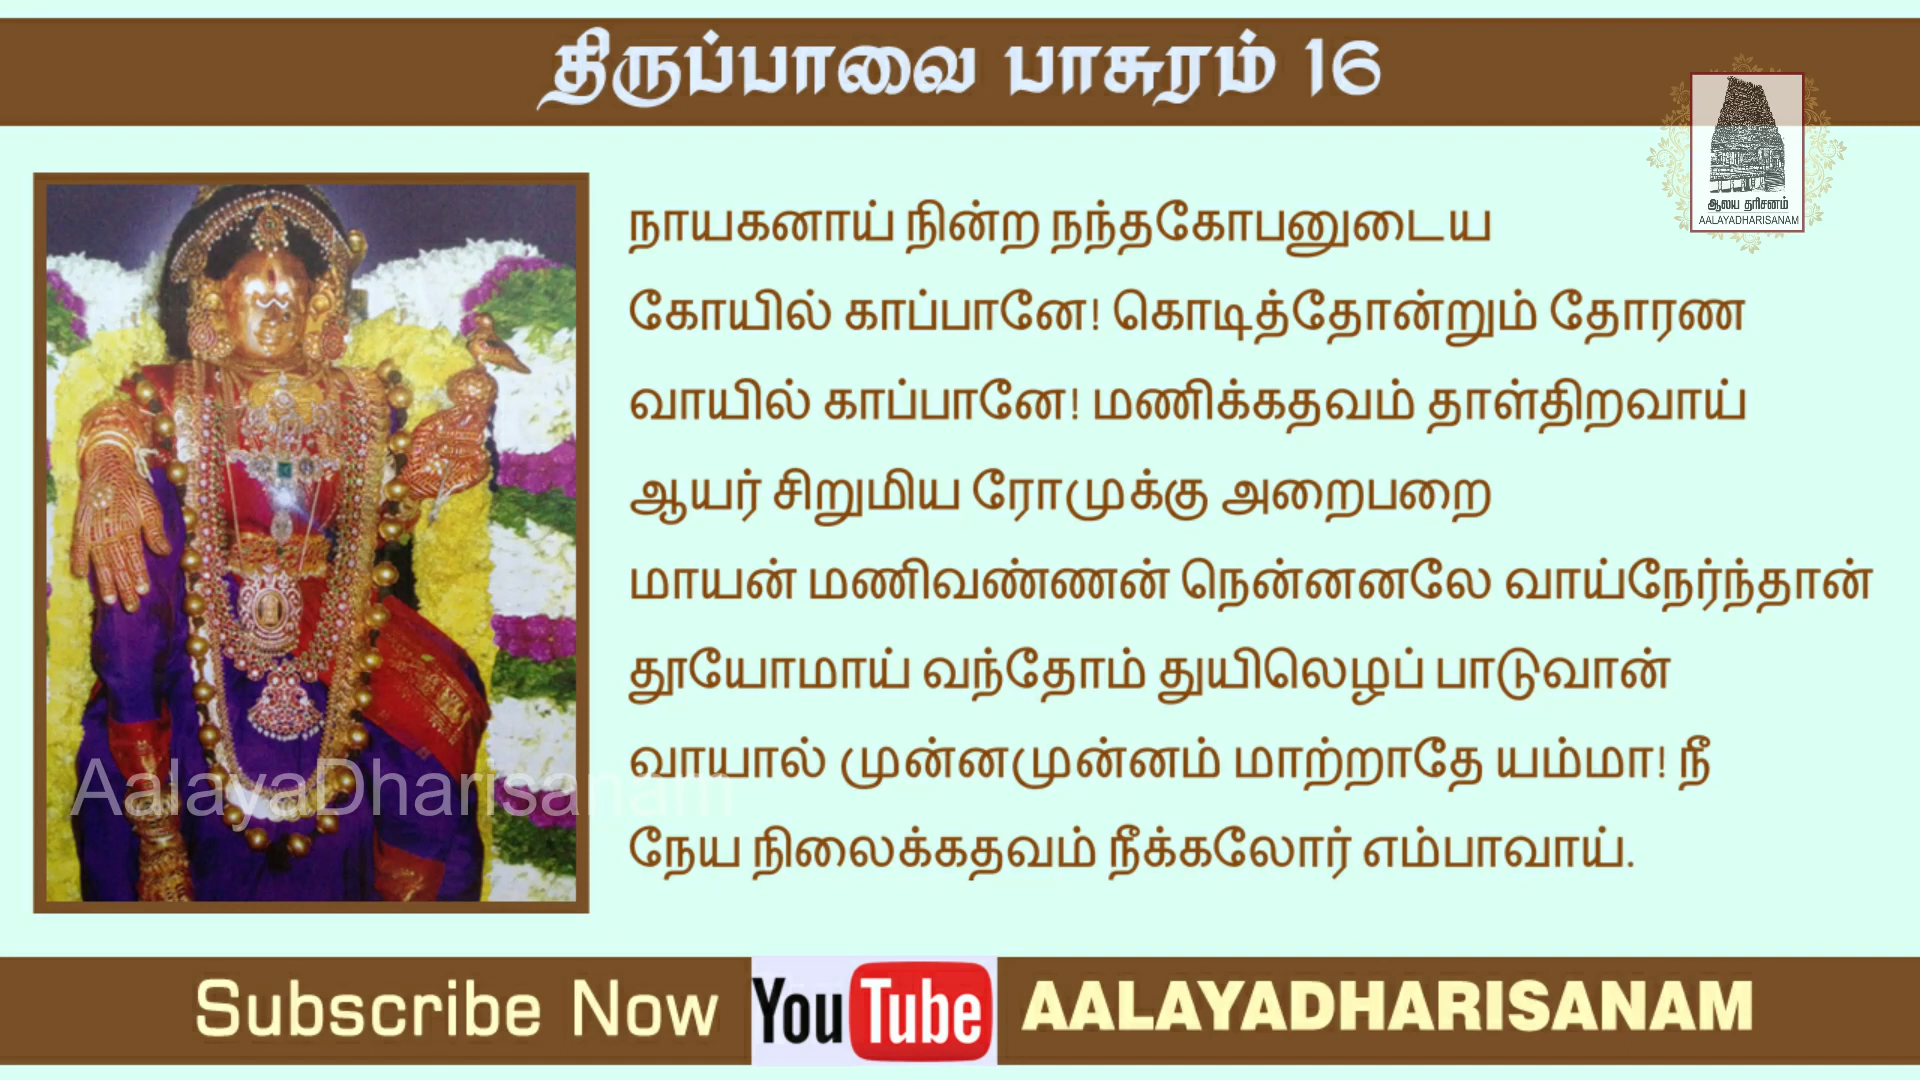 திருப்பாவை பாசுரம் 16
ஆலய தரிசனம்
AALAYADHARISANAM
நாயகனாய் நின்ற நந்தகோபனுடைய
கோயில் காப்பானே! கொடித்தோன்றும் தோரண
வாயில் காப்பானே! மணிக்கதவம் தாள்திறவாய்
ஆயர் சிறுமிய ரோமுக்கு அறைபறை
மாயன் மணிவண்ணன் நென்னனலே வாய்நேர்ந்தான்
தூயோமாய் வந்தோம் துயிலெழப் பாடுவான்
வாயால் முன்னமுன்னம் மாற்றாதே யம்மா! நீ
நேய நிலைக்கதவம் நீக்கலோர் எம்பாவாய்.
AalayaDharisanam
Subscribe Now YouTube AALAYADHARISANAM